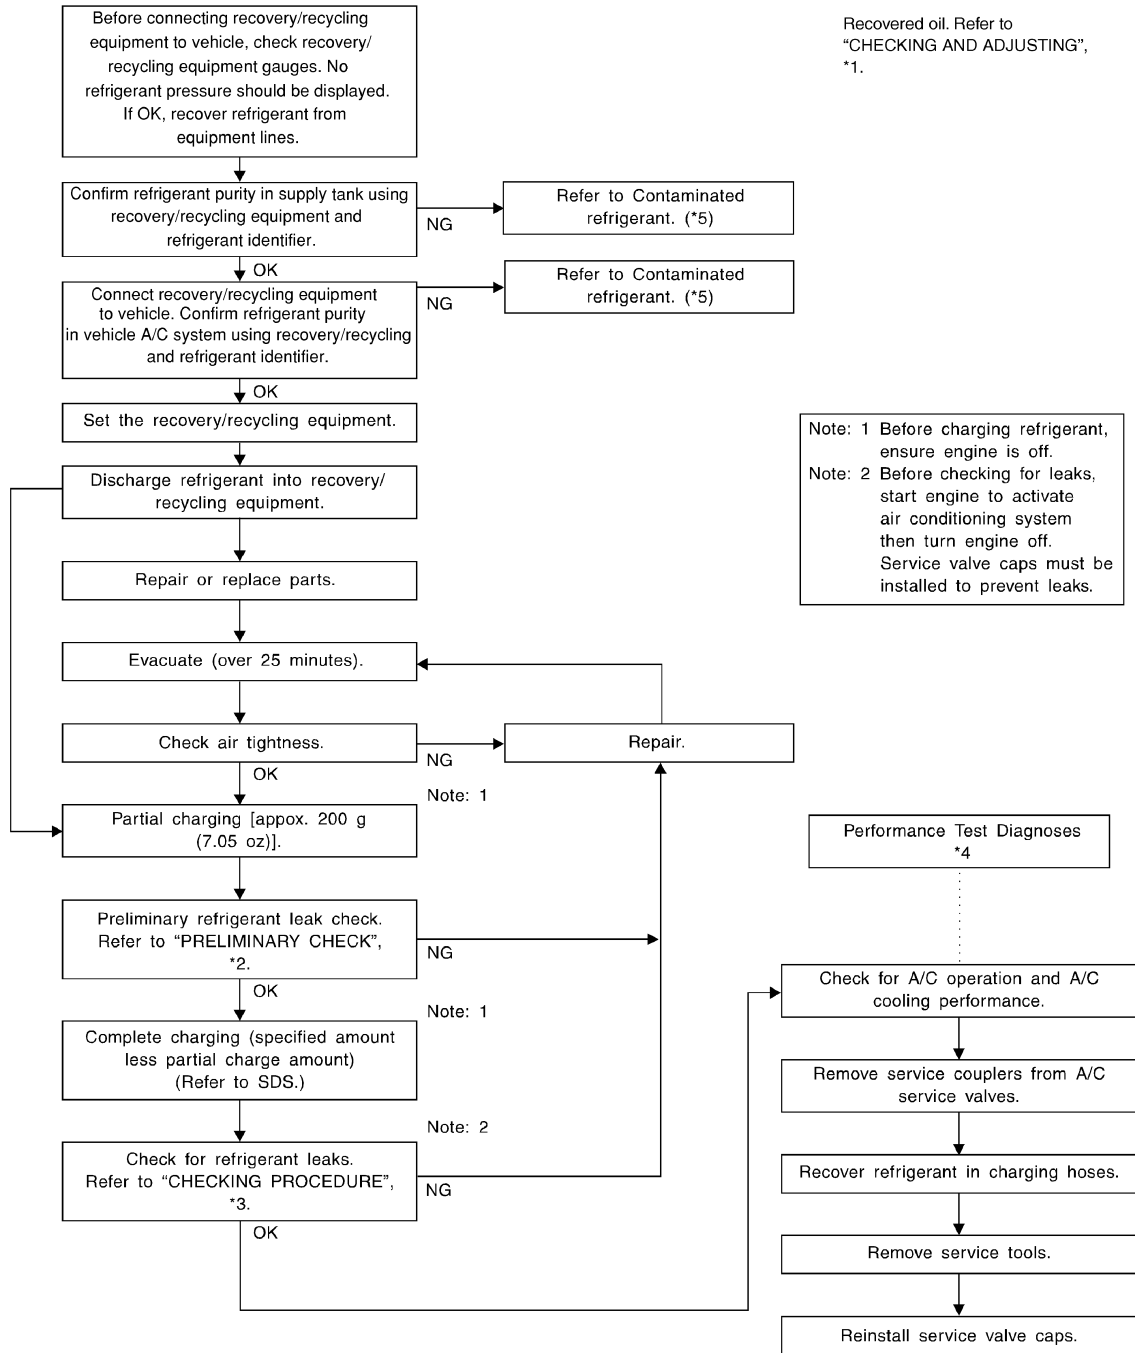 Before connecting recovery/recycling
equipment to vehicle, check recovery/
recycling equipment gauges. No
refrigerant pressure should be displayed.
If OK, recover refrigerant from
equipment lines.
Recovered oil. Refer to
“CHECKING AND ADJUSTING”,
*1.
Confirm refrigerant purity in supply tank using
recovery/recycling equipment and
refrigerant identifier.
NG
Refer to Contaminated
refrigerant. (*5)
OK
Connect recovery/recycling equipment
to vehicle. Confirm refrigerant purity
in vehicle A/C system using recovery/recycling
and refrigerant identifier.
NG
Refer to Contaminated
refrigerant. (*5)
OK
Set the recovery/recycling equipment.
Discharge refrigerant into recovery/
recycling equipment.
Note: 1 Before charging refrigerant,
ensure engine is off.
Note: 2 Before checking for leaks,
start engine to activate
air conditioning system
then turn engine off.
Service valve caps must be
installed to prevent leaks.
Repair or replace parts.
Evacuate (over 25 minutes).
Check air tightness.
NG
Repair.
OK
Note: 1
Partial charging [appox. 200 g
(7.05 oz)].
Preliminary refrigerant leak check.
Refer to “PRELIMINARY CHECK”,
*2.
NG
OK
Note: 1
Complete charging (specified amount
less partial charge amount)
(Refer to SDS.)
Note: 2
Check for refrigerant leaks.
Refer to “CHECKING PROCEDURE”,
*3.
NG
OK
Performance Test Diagnoses
*4
Check for A/C operation and A/C
cooling performance.
Remove service couplers from A/C
service valves.
Recover refrigerant in charging hoses.
Remove service tools.
Reinstall service valve caps.